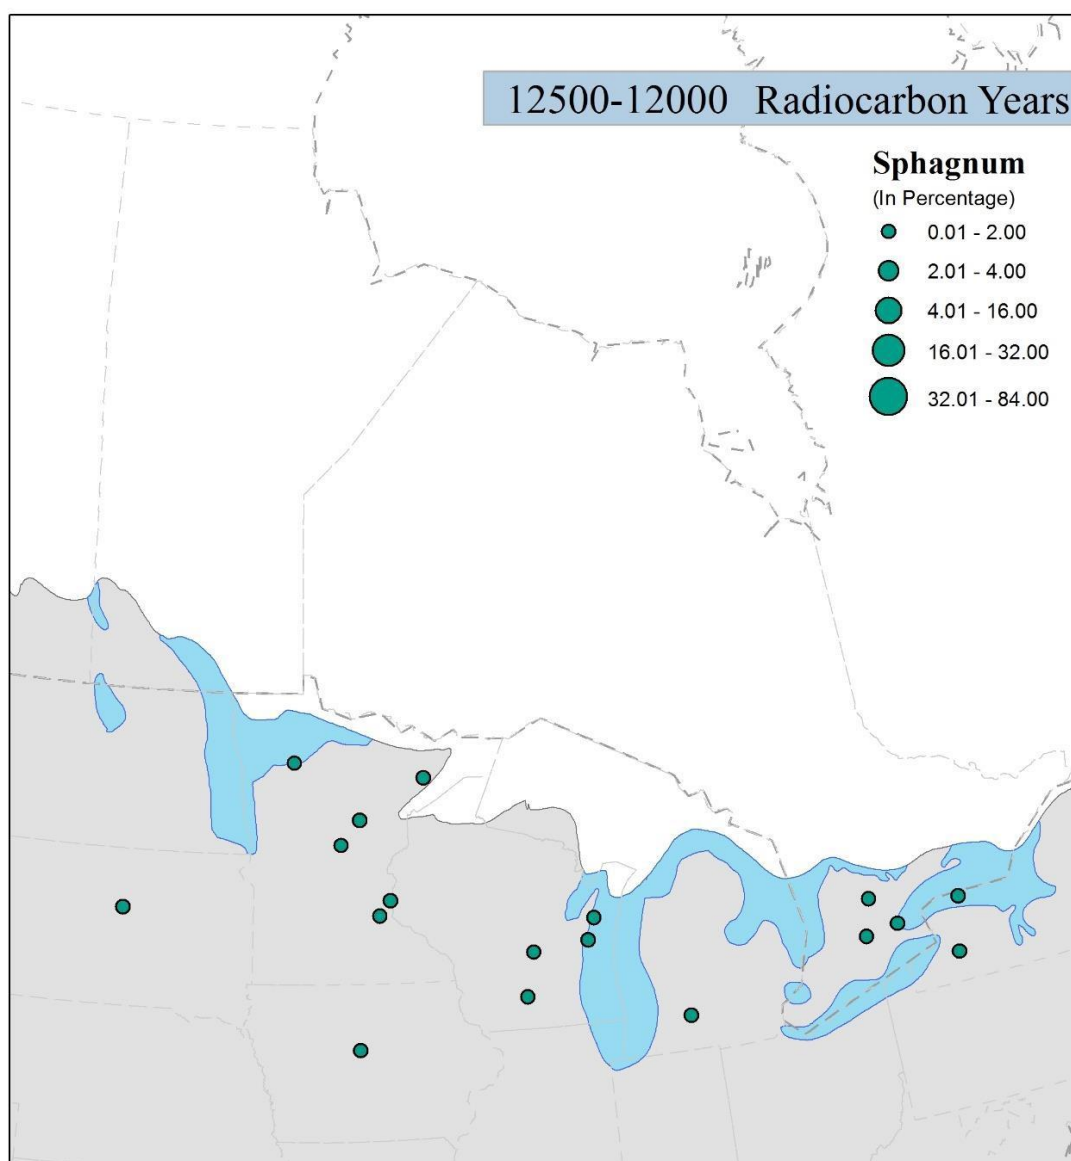 12500-12000 Radiocarbon Years
Sphagnum
(In Percentage)
0.01 - 2.00
2.01 - 4.00
4.01 - 16.00
16.01 - 32.00
32.01 - 84.00